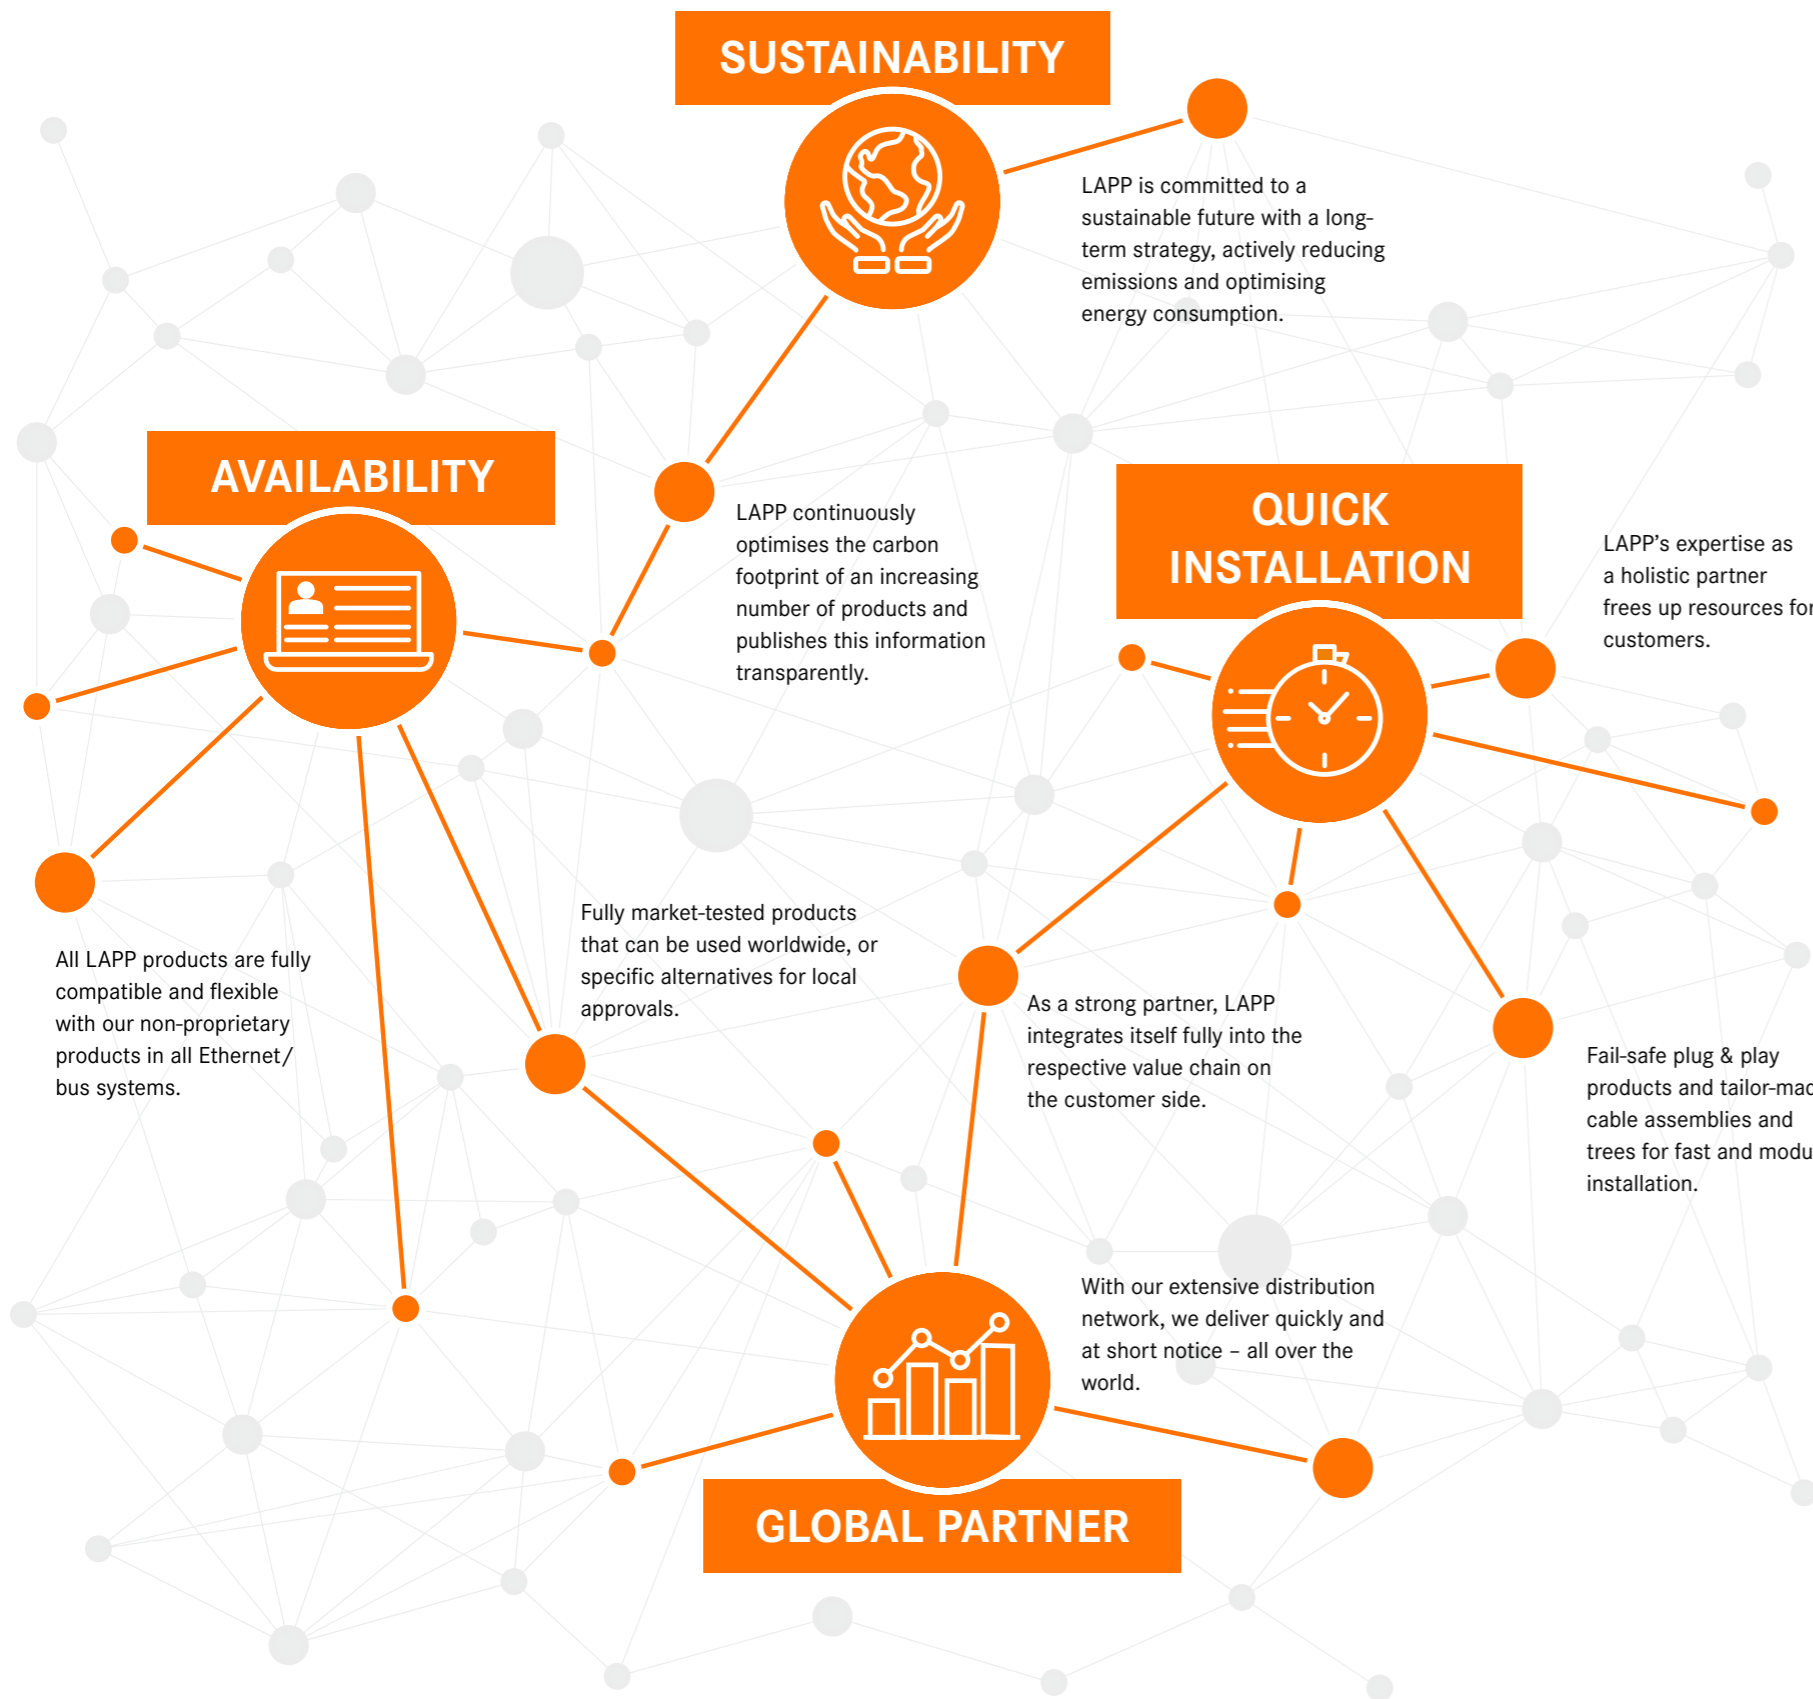 SUSTAINABILITY
LAPP is committed to a
sustainable future with a long-
term strategy, actively reducing
emissions and optimising
energy consumption.
AVAILABILITY
LAPP continuously
optimises the carbon
footprint of an increasing
number of products and
publishes this information
transparently.
QUICK
INSTALLATION
LAPP's expertise as
a holistic partner
frees up resources for
customers.
All LAPP products are fully
compatible and flexible
with our non-proprietary
products in all Ethernet/
bus systems.
Fully market-tested products
that can be used worldwide, or
specific alternatives for local
approvals.
As a strong partner, LAPP
integrates itself fully into the
respective value chain on
the customer side.
Fail-safe plug & play
products and
cable assemblies and
trees for fast and
installation.
With our extensive distribution
network, we deliver quickly and
at short notice – all over the
world.
GLOBAL PARTNER